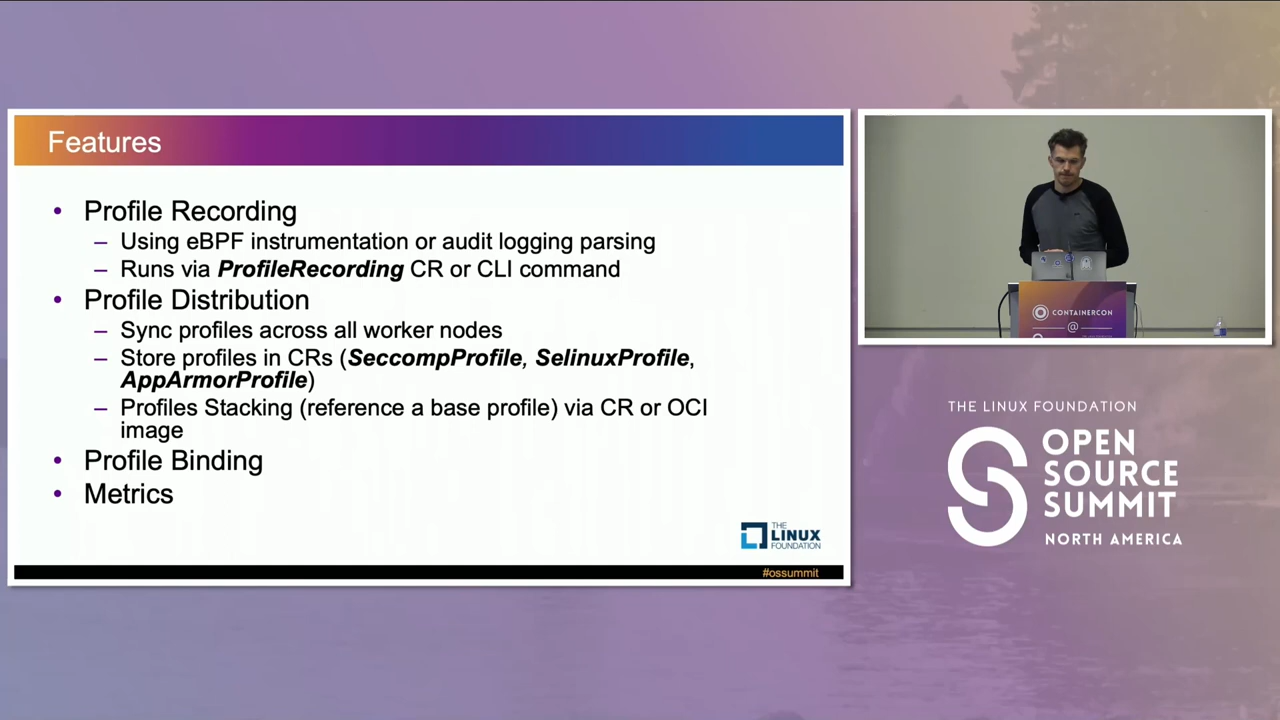 Features
• Profile Recording
– Using eBPF instrumentation or audit logging parsing
– Runs via ProfileRecording CR or CLI command
• Profile Distribution
– Sync profiles across all worker nodes
– Store profiles in CRs (SeccompProfile, SelinuxProfile,
AppArmorProfile)
– Profiles Stacking (reference a base profile) via CR or OCI
image
• Profile Binding
• Metrics
THE
LINUX
FOUNDATION
#ossummit
CONTAINERCON
@
THE LINUX FOUNDATION
OPEN
SOURCE
SUMMIT
NORTH AMERICA